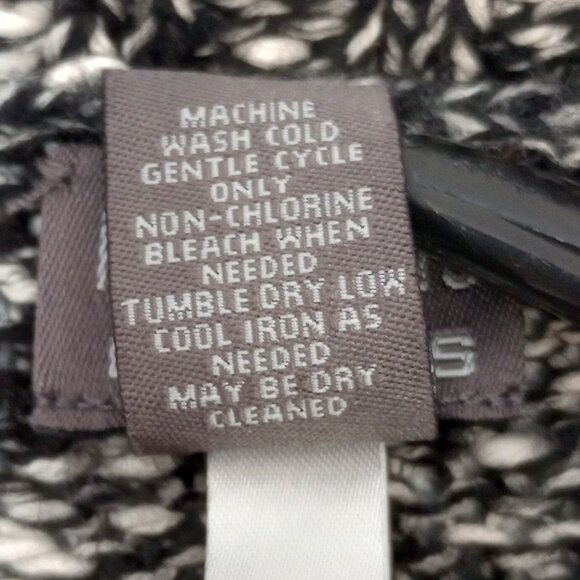 MACHINE
WASH COLD
GENTLE CYCLE
ONLY
NON-CHLORINE
BLEACH WHEN
NEEDED
TUMBLE DRY LOW
COOL IRON AS
NEEDED
MAY BE DRY
CLEANED
S